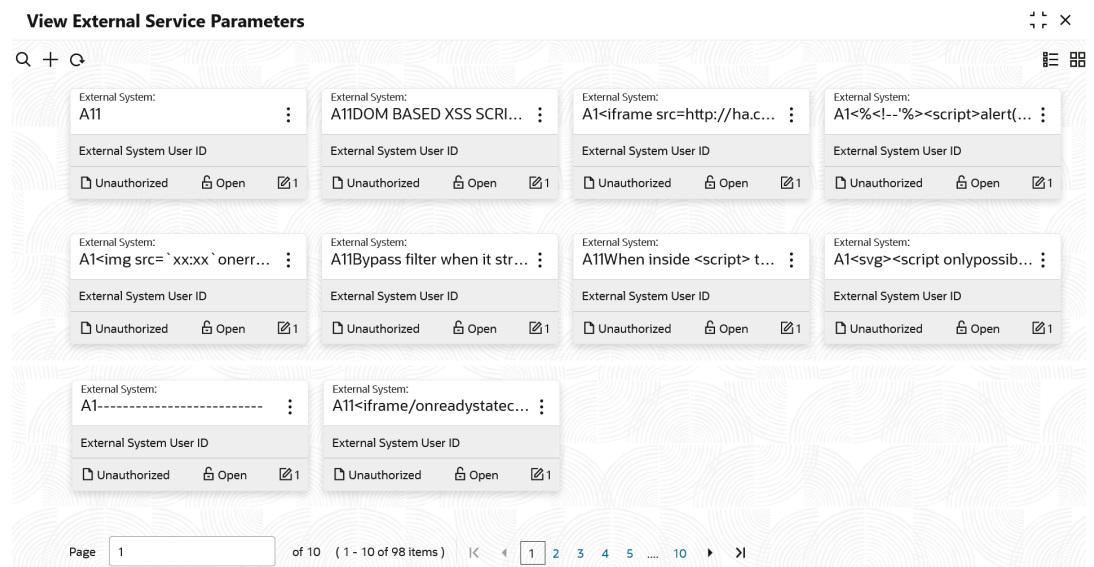 View External Service Parameters
External System: External System: External System: External System:
A11 A11DOM BASED XSS SCRI... A1<iframe src=http://ha.c... A1<%<!--'%><script>alert(...
External System User ID External System User ID External System User ID External System User ID
Unauthorized Open 1 Unauthorized Open 1 Unauthorized Open 1 Unauthorized Open 1
External System: External System: External System: External System:
A1<img src=`xx:xx`onerr... A11Bypass filter when it str... A11When inside <script> t... A1<svg><script onlypossib...
External System User ID External System User ID External System User ID External System User ID
Unauthorized Open 1 Unauthorized Open 1 Unauthorized Open 1 Unauthorized Open 1
External System: External System:
A1-------------------------- A11<iframe/onreadystatec...
External System User ID External System User ID
Unauthorized Open 1 Unauthorized Open 1
Page 1 of 10 ( 1 - 10 of 98 items ) 1 2 3 4 5 .... 10